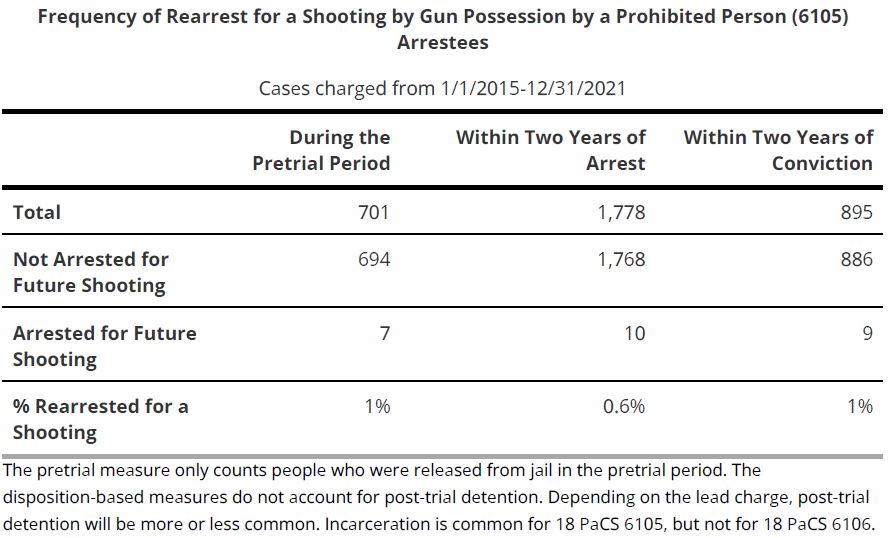 Frequency of Rearrest for a Shooting by Gun Possession by a Prohibited Person (6105)
Arrestees
Cases charged from 1/1/2015-12/31/2021
During the Within Two Years of Within Two Years of
Pretrial Period Arrest Conviction
Total 701 1,778 895
Not Arrested for 694 1,768 886
Future Shooting
Arrested for Future 7 10 9
Shooting
% Rearrested for a 1% 0.6% 1%
Shooting
The pretrial measure only counts people who were released from jail in the pretrial period. The
disposition-based measures do not account for post-trial detention. Depending on the lead charge, post-trial
detention will be more or less common. Incarceration is common for 18 PaCS 6105, but not for 18 PaCS 6106.